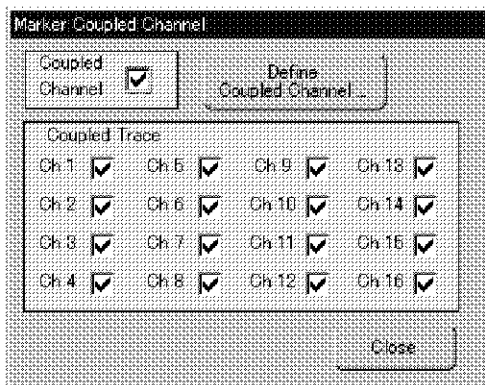 Marker Coupled Channel
Coupled
Channel
Define
Coupled Channel...
Coupled Trace
Ch 1 Ch 5 Ch 9 Ch 13
Ch 2 Ch 6 Ch 10 Ch 14
Ch 3 Ch 7 Ch 11 Ch 15
Ch 4 Ch 8 Ch 12 Ch 16
Close